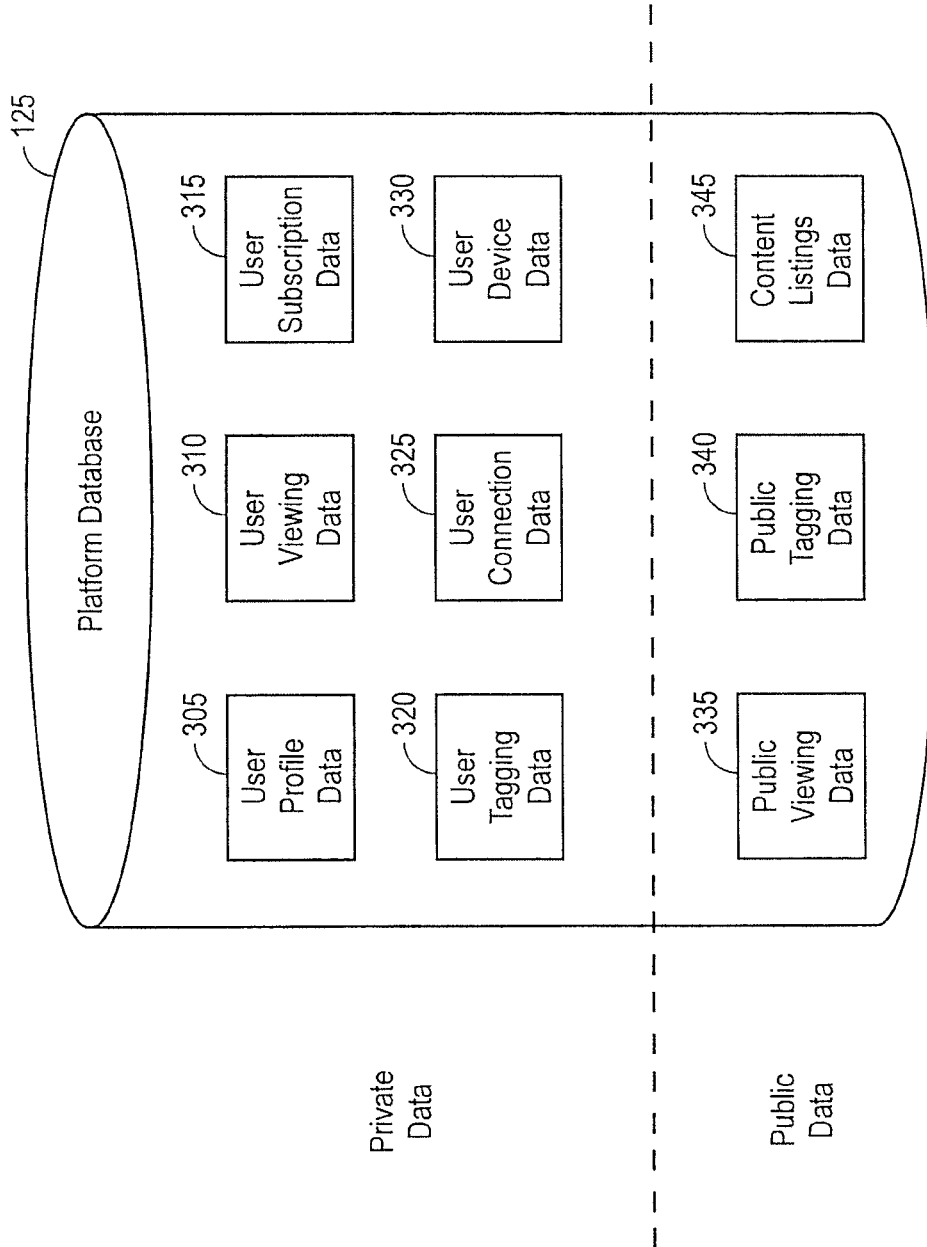 125
Platform Database
305
310
315
User
Profile
Data
User
Viewing
Data
User
Subscription
Data
320
325
330
User
Tagging
Data
User
Connection
Data
User
Device
Data
Private
Data
335
340
345
Public
Viewing
Data
Public
Tagging
Data
Content
Listings
Data
Public
Data